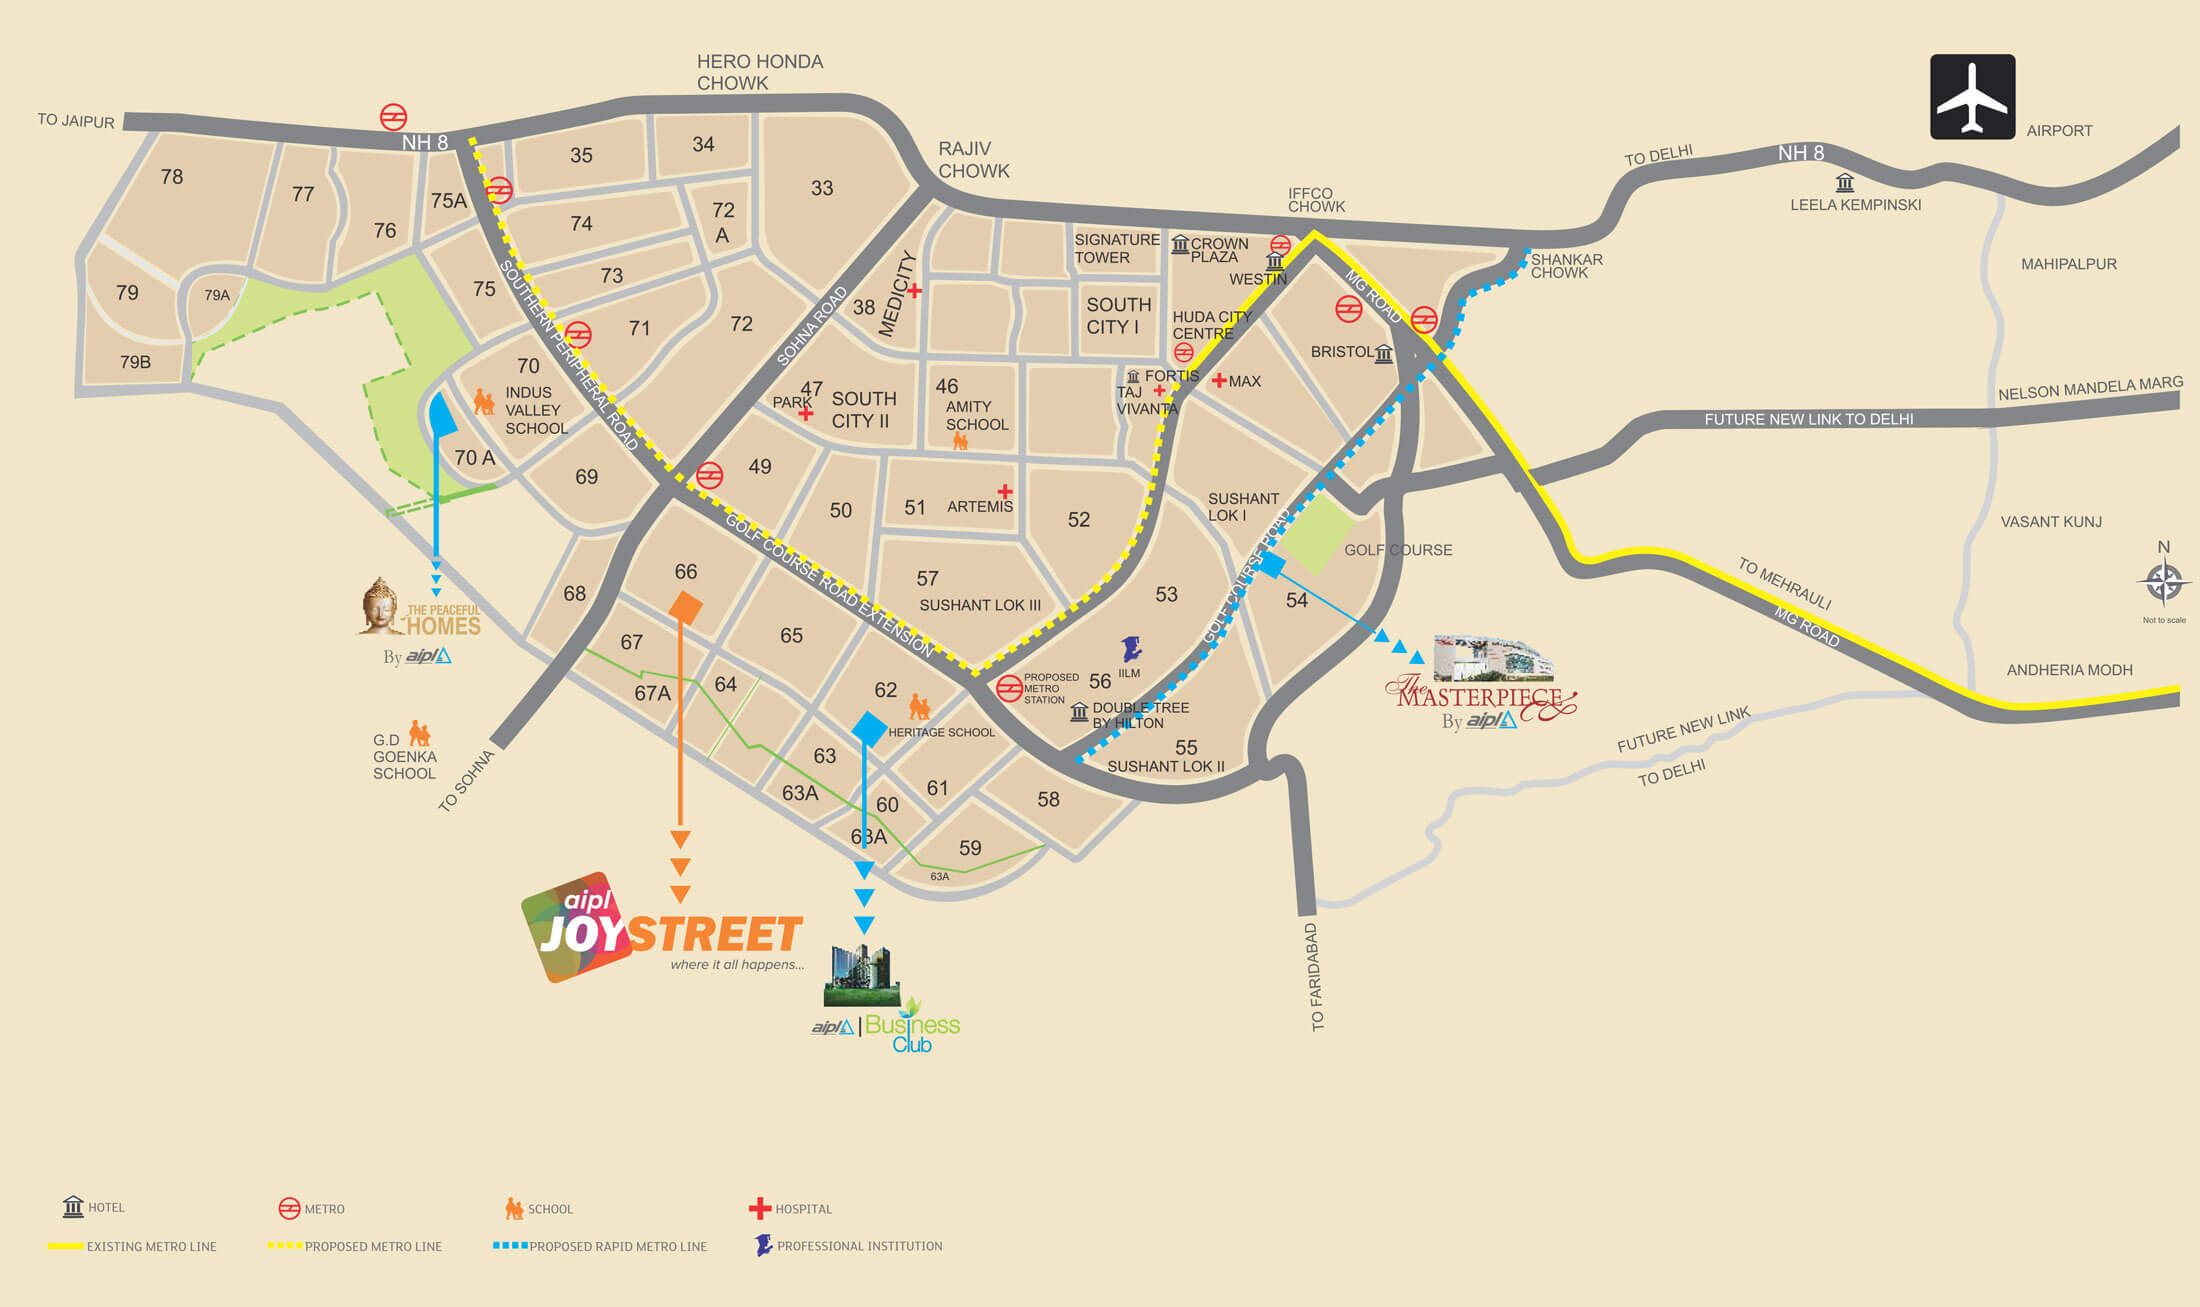 HERO HONDA
CHOWK
TO JAIPUR
NH 8
RAJIV
CHOWK
AIRPORT
TO DELHI
NH 8
LEELA KEMPINSKI
IFFCO
CHOWK
SHANKAR
CHOWK
MAHIPALPUR
78
77
76
75A
35
34
33
74
72
A
73
75
79
79A
79B
71
72
70
INDUS
VALLEY
SCHOOL
70 A
69
SOUTHERN PERIPHERAL ROAD
SOHNA ROAD
38
MEDICITY
SIGNATURE
TOWER
CROWN
PLAZA
WESTIN
SOUTH
CITY I
HUDA CITY
CENTRE
MG ROAD
BRISTOL
FORTIS
TAJ
VIVANTA
MAX
47
PARK
SOUTH
CITY II
46
AMITY
SCHOOL
NELSON MANDELA MARG
FUTURE NEW LINK TO DELHI
49
50
51
ARTEMIS
52
SUSHANT
LOK I
GOLF COURSE
VASANT KUNJ
GOLF COURSE ROAD EXTENSION
GOLF COURSE ROAD
N
Not to scale
57
SUSHANT LOK III
53
54
66
68
67
65
67A
64
62
HERITAGE SCHOOL
PROPOSED
METRO
STATION
56
IILM
DOUBLE TREE
BY HILTON
55
SUSHANT LOK II
TO MEHRAULI
MG ROAD
ANDHERIA MODH
FUTURE NEW LINK
TO DELHI
THE PEACEFUL
HOMES
By aipl
The
MASTERPIECE
By aipl
G.D
GOENKA
SCHOOL
TO SOHNA
63
63A
60
61
58
63A
59
63A
TO FARIDABAD
aipl
JOYSTREET
where it all happens...
aipl | Business
Club
HOTEL
METRO
SCHOOL
HOSPITAL
EXISTING METRO LINE
PROPOSED METRO LINE
PROPOSED RAPID METRO LINE
PROFESSIONAL INSTITUTION